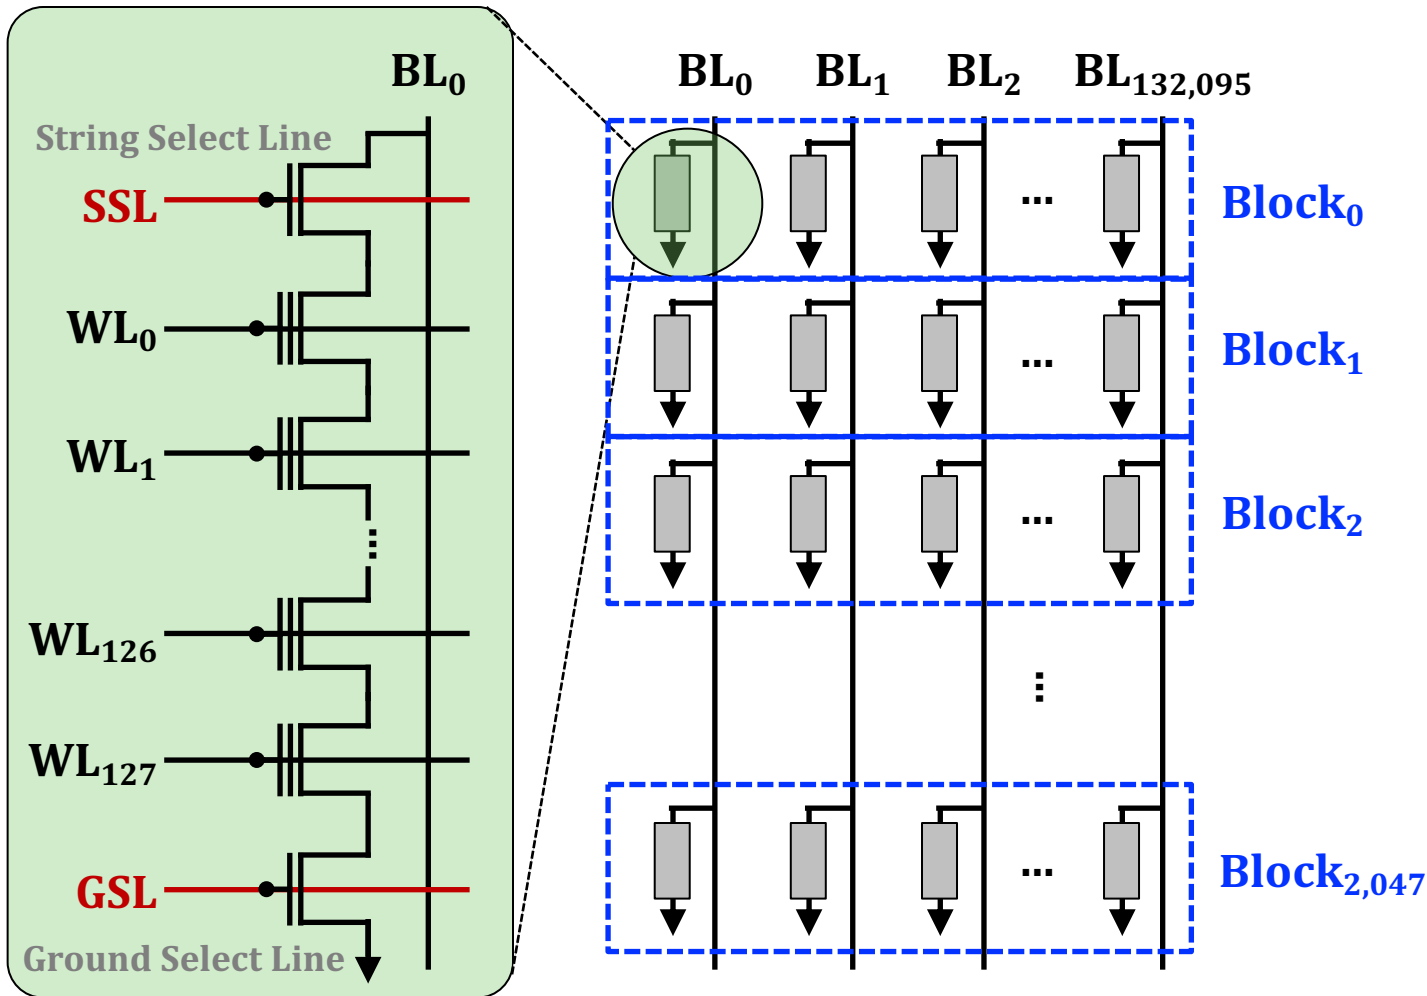 BL₀
String Select Line
SSL
WL₀
WL₁
...
WL₁₂₆
WL₁₂₇
GSL
Ground Select Line
BL₀ BL₁ BL₂ BL₁₃₂,₀₉₅
... Block₀
... Block₁
... Block₂
...
... Block₂,₀₄₇